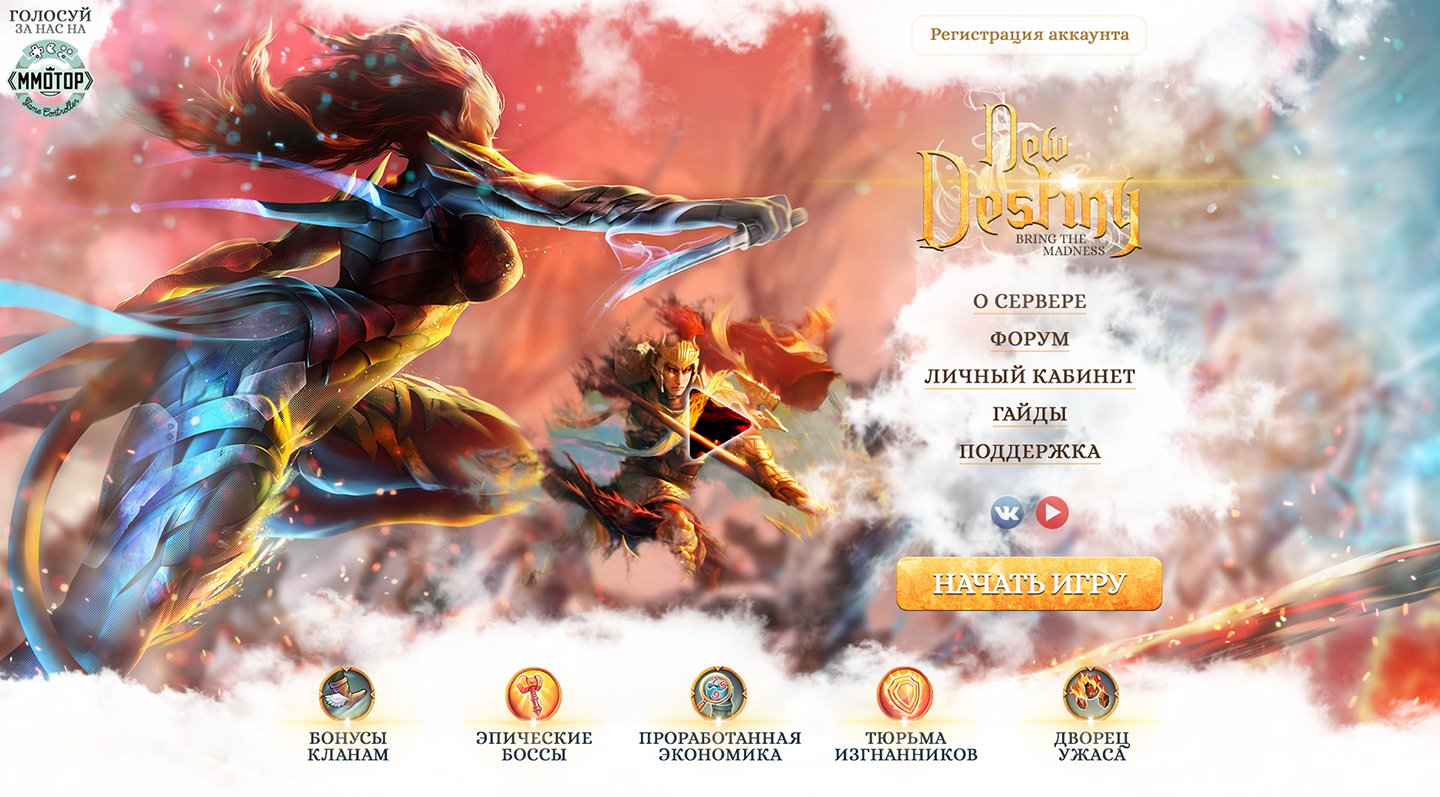 ГОЛОСУЙ
ЗА НАС НА
MMOTOP
Game Controller
Регистрация аккаунта
New
Destiny
BRING THE
MADNESS
О СЕРВЕРЕ
ФОРУМ
ЛИЧНЫЙ КАБИНЕТ
ГАЙДЫ
ПОДДЕРЖКА
НАЧАТЬ ИГРУ
БОНУСЫ
КЛАНАМ
ЭПИЧЕСКИЕ
БОССЫ
ПРОРАБОТАННАЯ
ЭКОНОМИКА
ТЮРЬМА
ИЗГНАННИКОВ
ДВОРЕЦ
УЖАСА